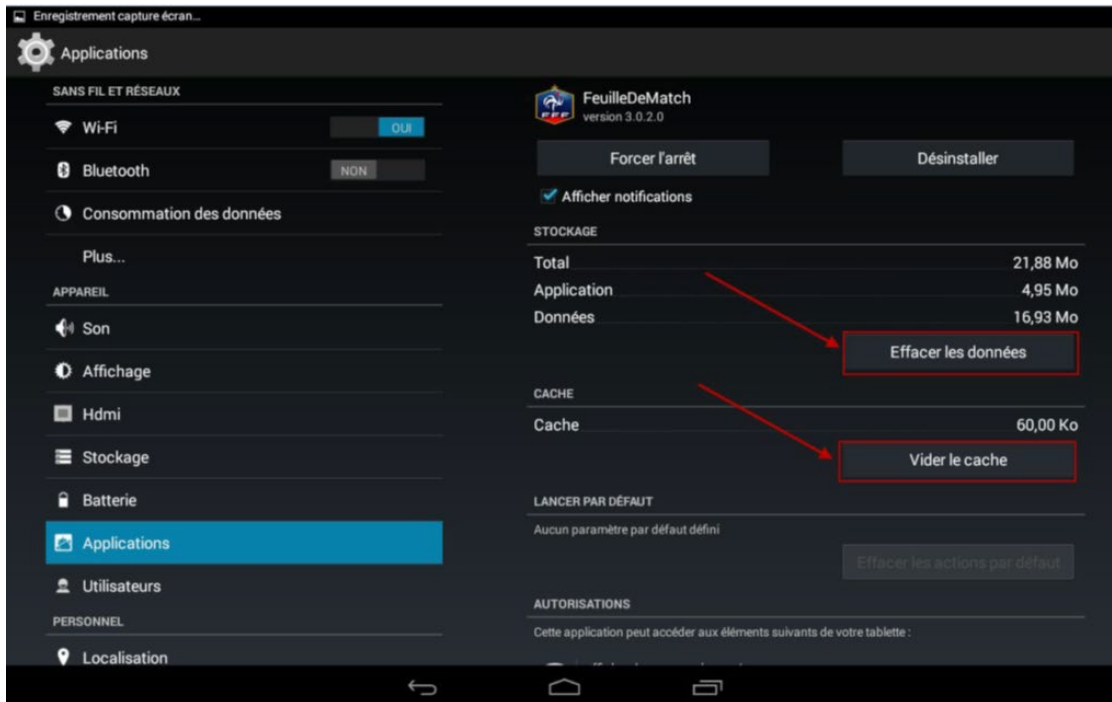 Enregistrement capture écran...
Applications
SANS FIL ET RÉSEAUX
Wi-Fi
OUI
Bluetooth
NON
Consommation des données
Plus...
APPAREIL
Son
Affichage
Hdmi
Stockage
Batterie
Applications
Utilisateurs
PERSONNEL
Localisation
FFF
FeuilleDeMatch
version 3.0.2.0
Forcer l'arrêt
Désinstaller
Afficher notifications
STOCKAGE
Total 21,88 Mo
Application 4,95 Mo
Données 16,93 Mo
Effacer les données
CACHE
Cache 60,00 Ko
Vider le cache
LANCER PAR DÉFAUT
Aucun paramètre par défaut défini
Effacer les actions par défaut
AUTORISATIONS
Cette application peut accéder aux éléments suivants de votre tablette :